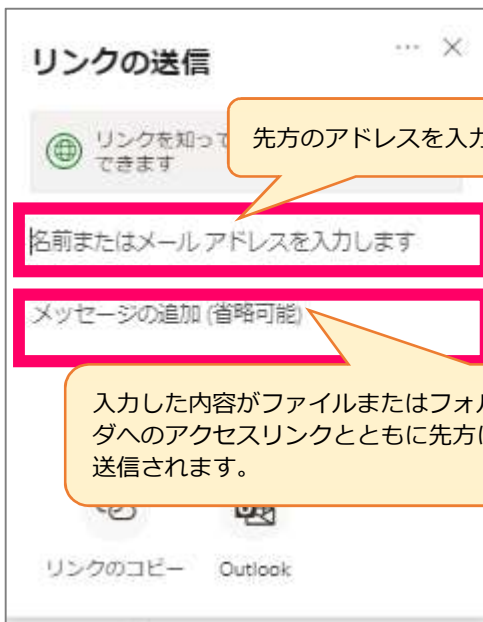 リンクの送信
リンクを知って
できます
先方のアドレスを入力
名前またはメール アドレスを入力します
メッセージの追加 (省略可能)
入力した内容がファイルまたはフォル
ダへのアクセスリンクとともに先方に
送信されます。
リンクのコピー Outlook